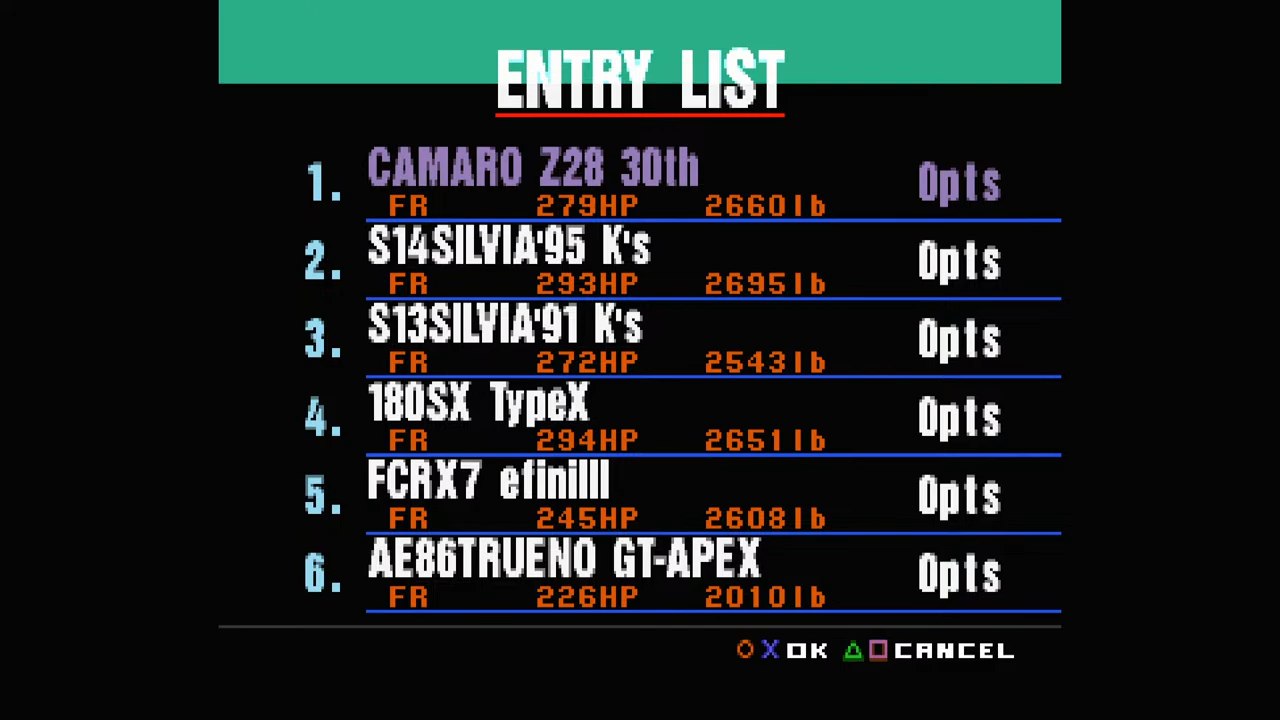 ENTRY LIST
1. CAMARO Z28 30th Opts
FR 279HP 2660lb
2. S14SILVIA'95 K's Opts
FR 293HP 2695lb
3. S13SILVIA'91 K's Opts
FR 272HP 2543lb
4. 180SX TypeX Opts
FR 294HP 2651lb
5. FCRX7 efiniIII Opts
FR 245HP 2608lb
6. AE86TRUENO GT-APEX Opts
FR 226HP 2010lb
OK CANCEL